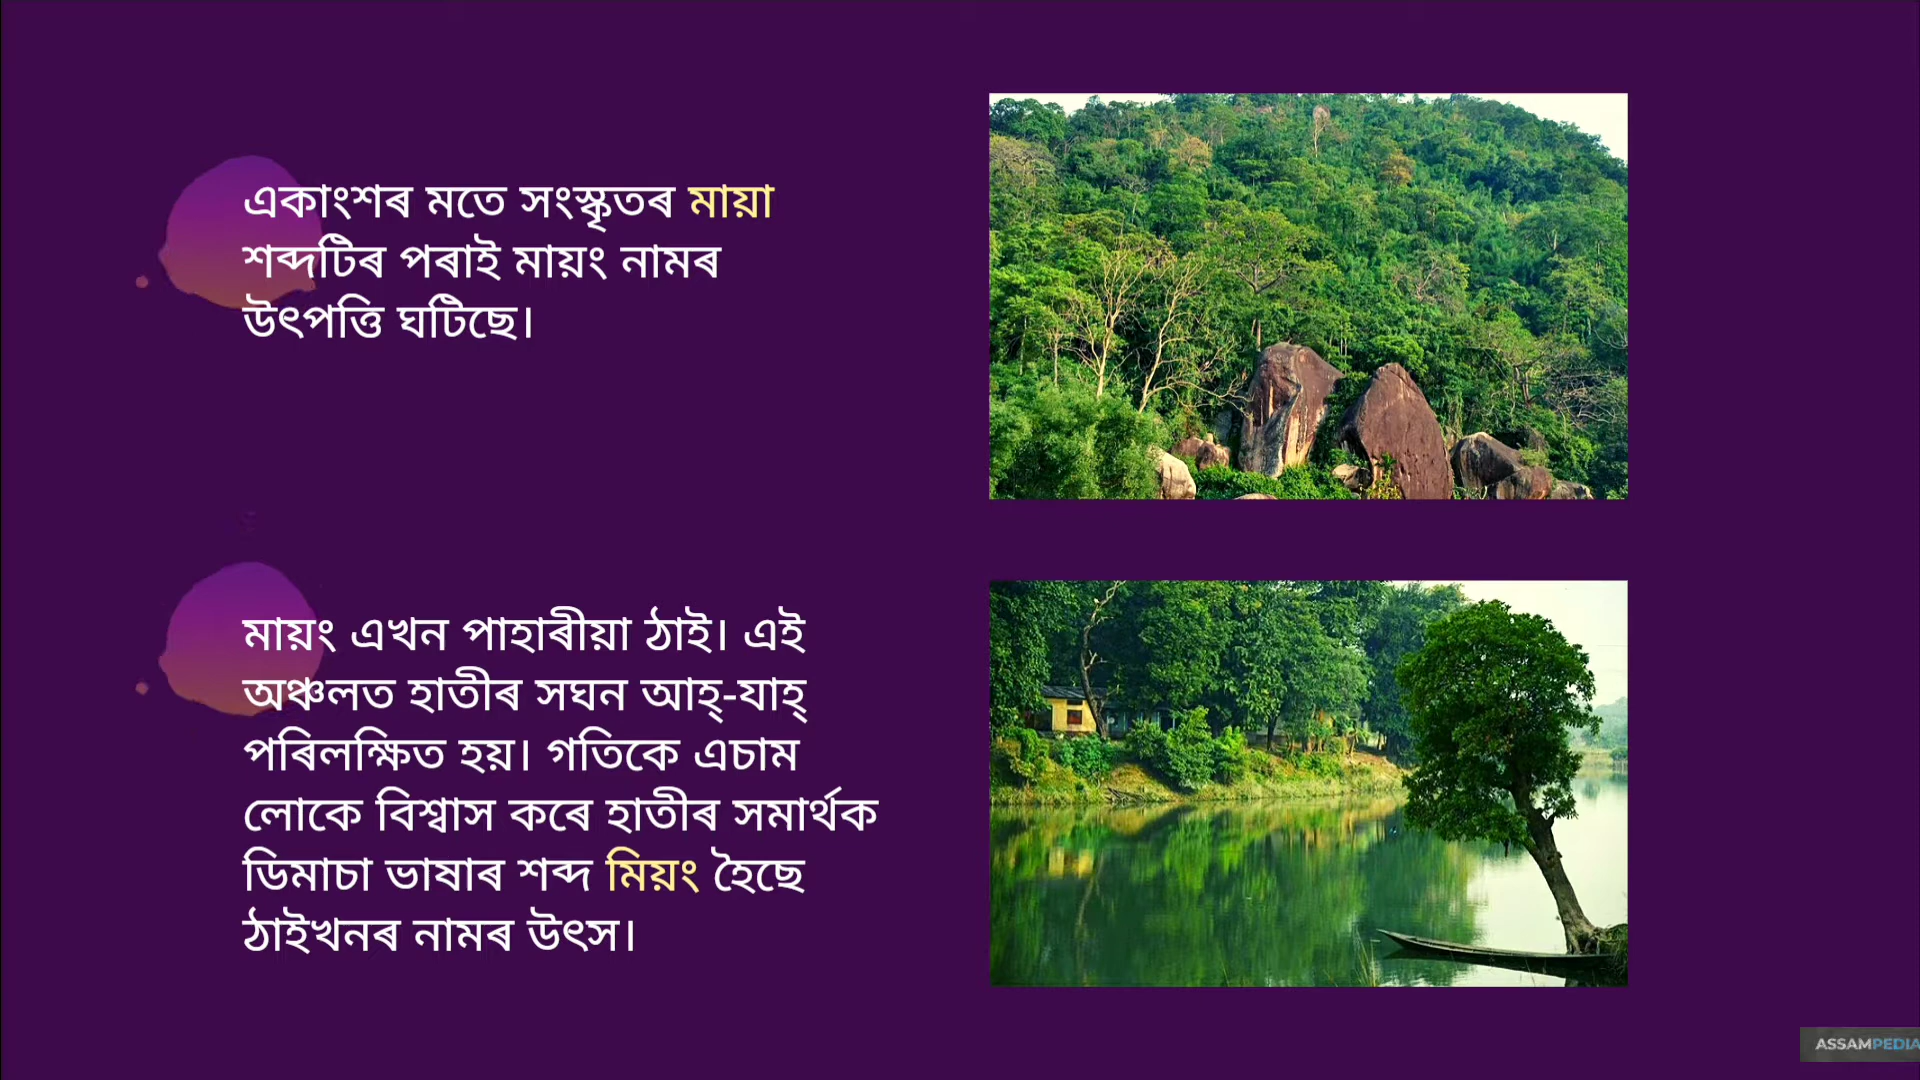 একাংশৰ মতে সংস্কৃতৰ মায়া
শব্দটিৰ পৰাই মায়ং নামৰ
উৎপত্তি ঘটিছে।
মায়ং এখন পাহাৰীয়া ঠাই। এই
অঞ্চলত হাতীৰ সঘন আহ্-যাহ্
পৰিলক্ষিত হয়। গতিকে এচাম
লোকে বিশ্বাস কৰে হাতীৰ সমাৰ্থক
ডিমাচা ভাষাৰ শব্দ মিয়ং হৈছে
ঠাইখনৰ নামৰ উৎস।
ASSAMPEDIA